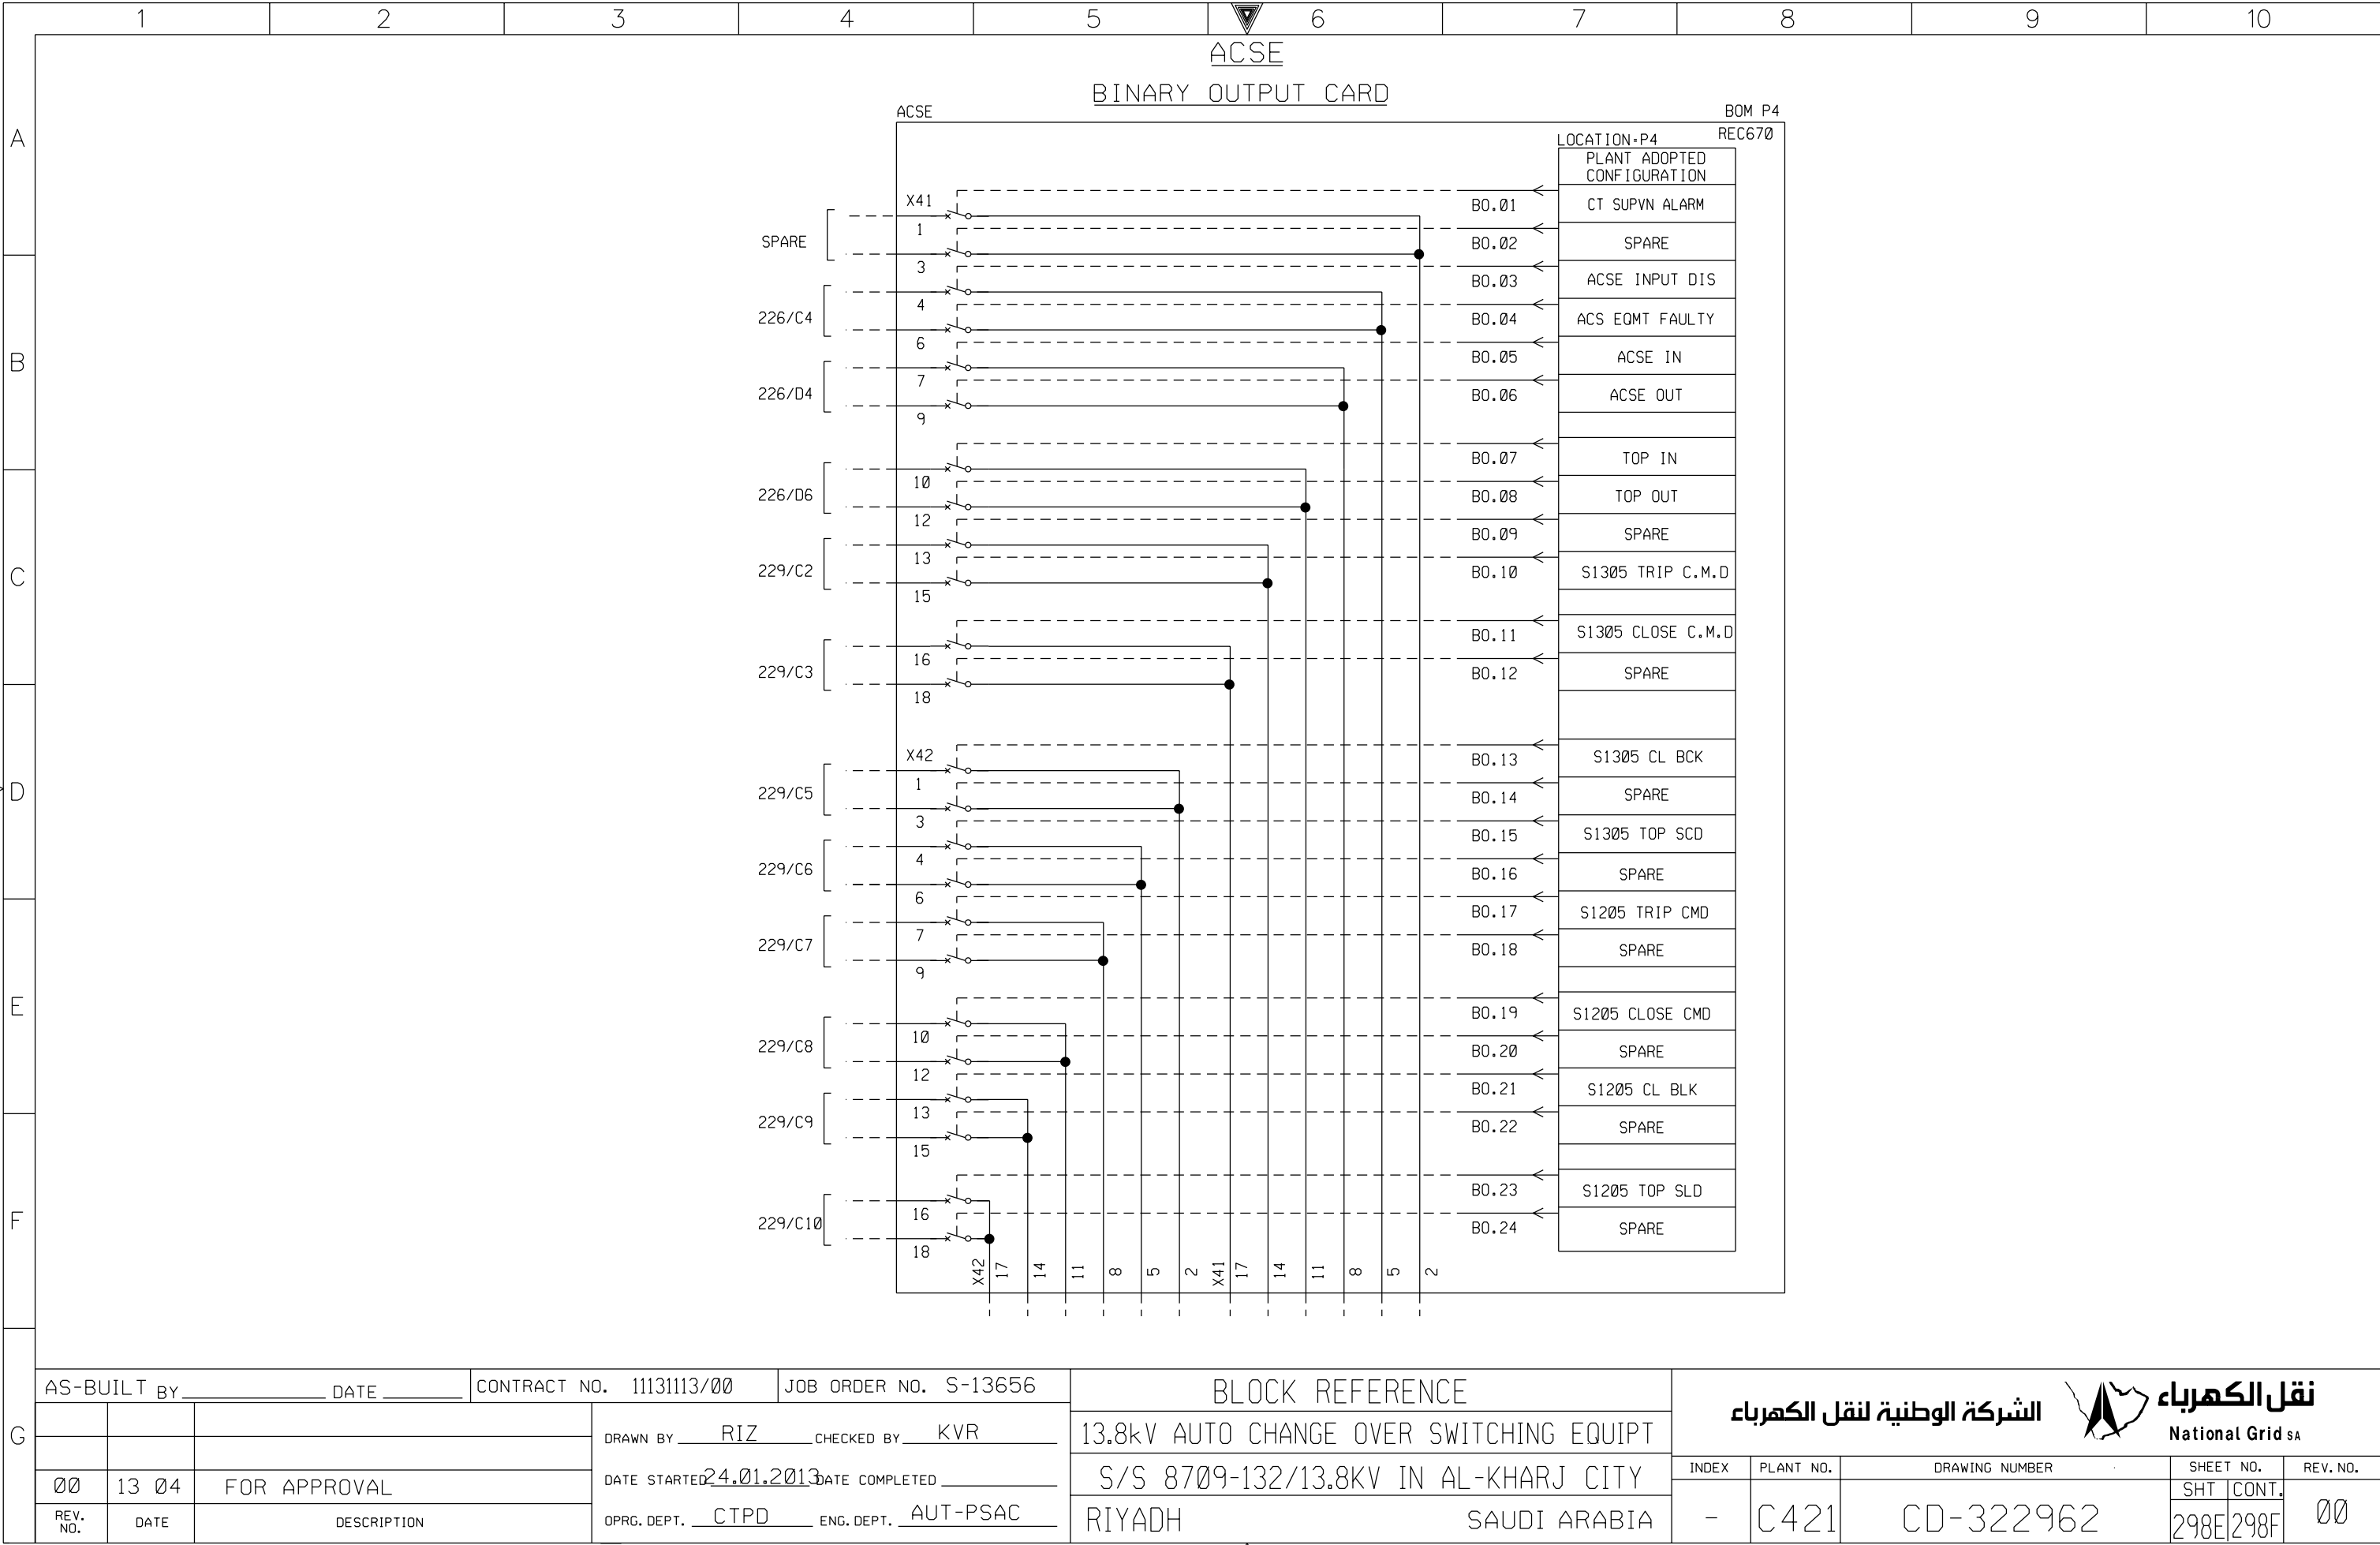 1 2 3 4 5 6 7 8 9 10
ACSE
BINARY OUTPUT CARD
ACSE
BOM P4
LOCATION=P4
REC670
PLANT ADOPTED
CONFIGURATION
A
X41
1
BO.01
CT SUPVN ALARM
SPARE
3
BO.02
SPARE
4
BO.03
ACSE INPUT DIS
226/C4
6
BO.04
ACS EQMT FAULTY
B
7
BO.05
ACSE IN
226/D4
9
BO.06
ACSE OUT
10
BO.07
TOP IN
226/D6
12
BO.08
TOP OUT
13
BO.09
SPARE
C
229/C2
15
BO.10
S1305 TRIP C.M.D
16
BO.11
S1305 CLOSE C.M.D
229/C3
18
BO.12
SPARE
X42
1
BO.13
S1305 CL BCK
D
229/C5
3
BO.14
SPARE
4
BO.15
S1305 TOP SCD
229/C6
6
BO.16
SPARE
7
BO.17
S1205 TRIP CMD
229/C7
9
BO.18
SPARE
E
10
BO.19
S1205 CLOSE CMD
229/C8
12
BO.20
SPARE
13
BO.21
S1205 CL BLK
229/C9
15
BO.22
SPARE
F
16
BO.23
S1205 TOP SLD
229/C10
18
BO.24
SPARE
X42 17 14 11 8 5 2 X41 17 14 11 8 5 2
G
AS-BUILT BY DATE
CONTRACT NO. 11131113/00
JOB ORDER NO. S-13656
DRAWN BY RIZ CHECKED BY KVR
DATE STARTED 24.01.2013 DATE COMPLETED
OPRG. DEPT. CTPD ENG. DEPT. AUT-PSAC
00 13 04 FOR APPROVAL
REV. NO. DATE DESCRIPTION
BLOCK REFERENCE
13.8kV AUTO CHANGE OVER SWITCHING EQUIPT
S/S 8709-132/13.8KV IN AL-KHARJ CITY
RIYADH SAUDI ARABIA
الشركة الوطنية لنقل الكهرباء
نقل الكهرباء
National Grid SA
INDEX PLANT NO. DRAWING NUMBER SHEET NO. REV. NO.
SHT CONT.
- C421 CD-322962 298E 298F 00